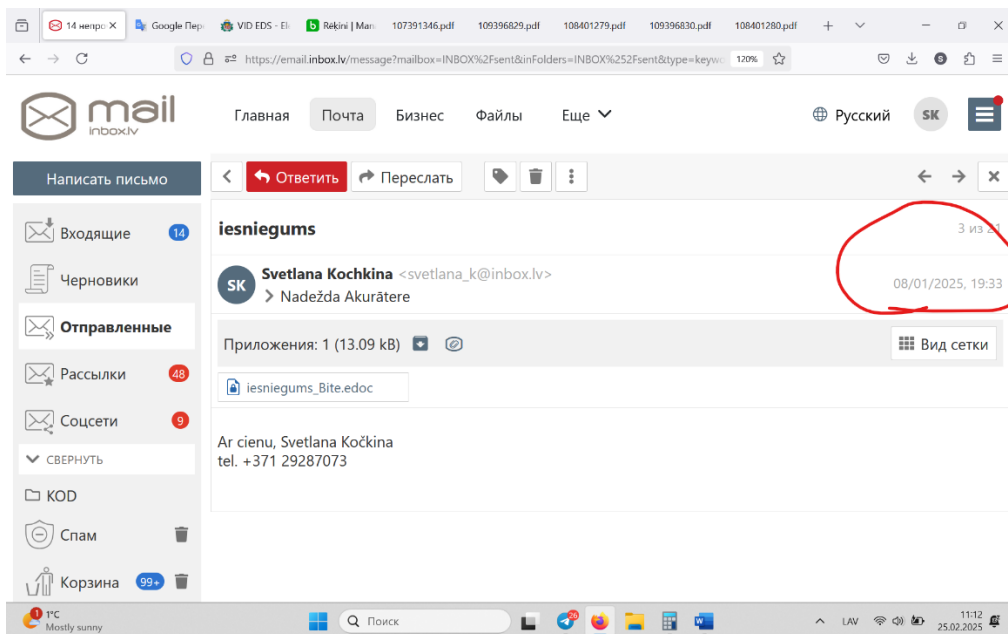 14 непро
Google Пер
VID EDS - El
Rēķini | Man
107391346.pdf
109396829.pdf
108401279.pdf
109396830.pdf
108401280.pdf
https://email.inbox.lv/message?mailbox=INBOX%2Fsent&inFolders=INBOX%252Fsent&type=keywo
120%
S
mail
inbox.lv
Главная
Почта
Бизнес
Файлы
Еще
Русский
SK
Написать письмо
Ответить
Переслать
Входящие 14
Черновики
Отправленные
Рассылки 48
Соцсети 9
СВЕРНУТЬ
KOD
Спам
Корзина 99+
iesniegums
3 из 21
SK
Svetlana Kochkina <svetlana_k@inbox.lv>
Nadežda Akurātere
08/01/2025, 19:33
Приложения: 1 (13.09 kB)
Вид сетки
iesniegums_Bite.edoc
Ar cienu, Svetlana Kočkina
tel. +371 29287073
1
1°C
Mostly sunny
Поиск
26
LAV
11:12
25.02.2025